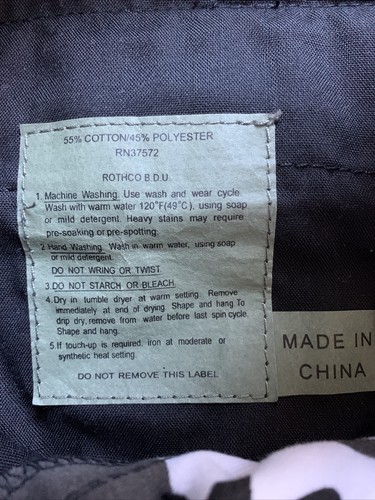 55% COTTON/45% POLYESTER
RN37572
ROTHCO B.D.U
1. Machine Washing. Use wash and wear cycle
Wash with warm water 120°F(49°C), using soap
or mild detergent. Heavy stains may require
pre-soaking or pre-spotting.
2 Hand Washing. Wash in warm water, using soap
or mild detergent.
DO NOT WRING OR TWIST.
3. DO NOT STARCH OR BLEACH.
4. Dry in tumble dryer at warm setting. Remove
immediately at end of drying. Shape and hang To
drip dry, remove from water before last spin cycle.
Shape and hang.
5 If touch-up is required, iron at moderate or
synthetic heat setting.
DO NOT REMOVE THIS LABEL
MADE IN
CHINA